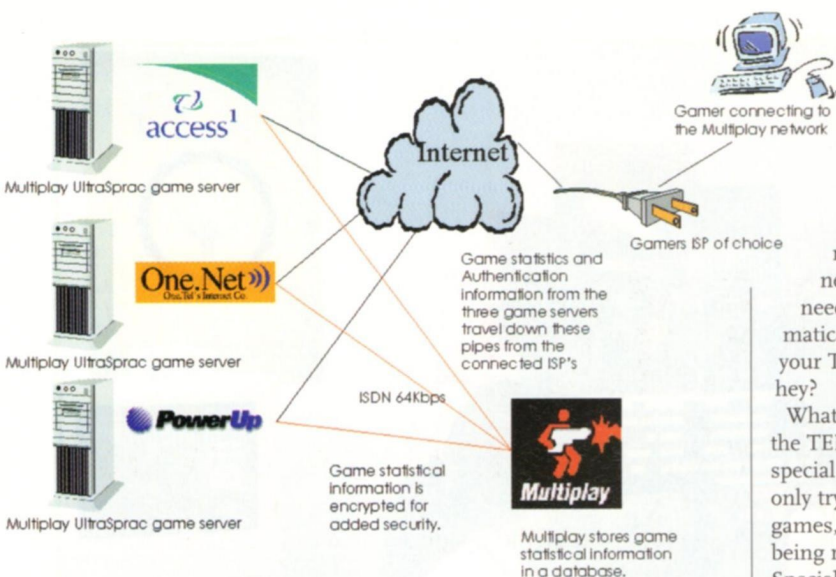 access¹
Multiplay UltraSprac game server
One.Net
One.Tel's Internet Co.
Multiplay UltraSprac game server
PowerUp
Multiplay UltraSprac game server
Internet
Gamer connecting to
the Multiplay network
Gamers ISP of choice
Game statistics and
Authentication
information from the
three game servers
travel down these
pipes from the
connected ISP's
ISDN 64Kbps
Game statistical
information is
encrypted for
added security.
Multiplay
Multiplay stores game
statistical information
in a database.
need
matic
your T
hey?
What
the TE
special
only try
games,
being r